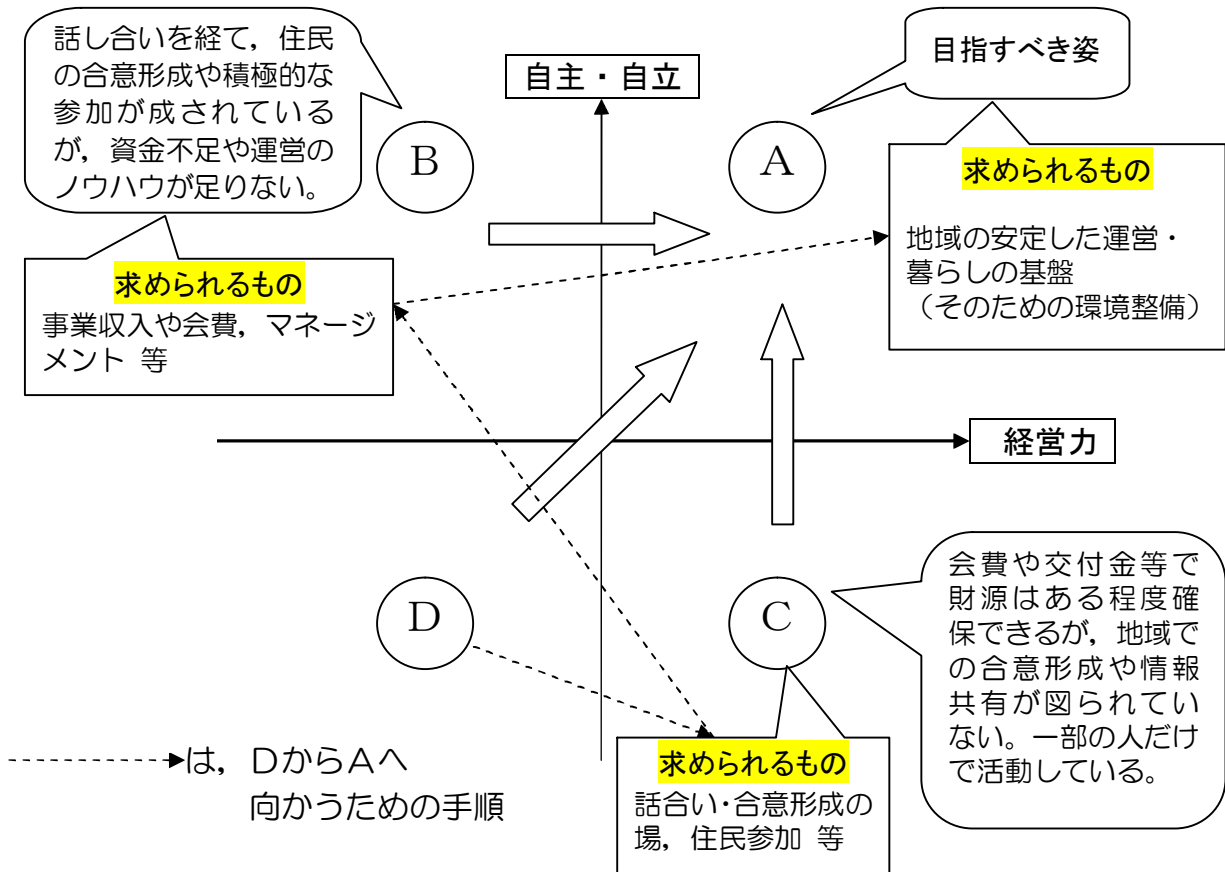 話し合いを経て，住民
の合意形成や積極的な
参加が成されている
が，資金不足や運営の
ノウハウが足りない。
自主・自立
目指すべき姿
B
A
求められるもの
事業収入や会費，マネージ
メント 等
求められるもの
地域の安定した運営・
暮らしの基盤
（そのための環境整備）
経営力
D
C
会費や交付金等で
財源はある程度確
保できるが，地域で
の合意形成や情報
共有が図られてい
ない。一部の人だけ
で活動している。
求められるもの
話合い・合意形成の
場，住民参加 等
は，ＤからＡへ
向かうための手順